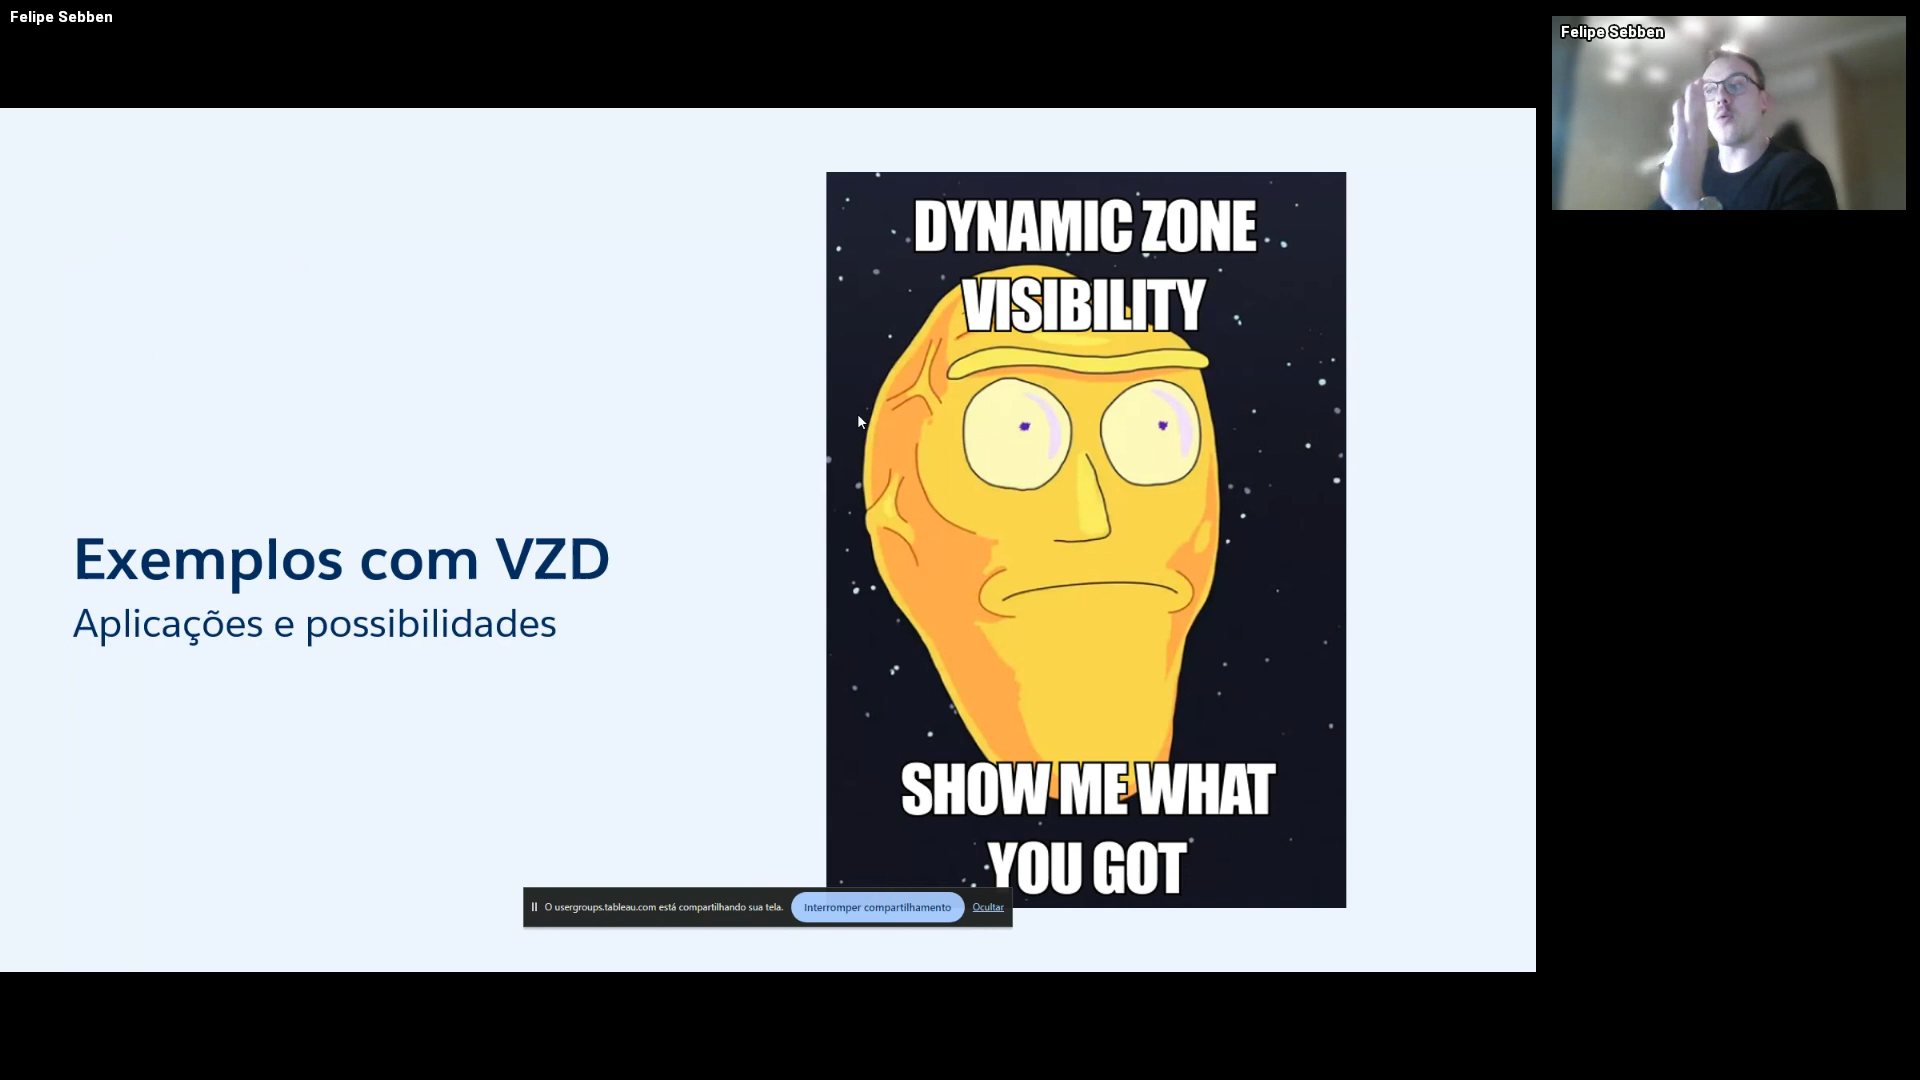 Felipe Sebben
Felipe Sebben
DYNAMIC ZONE
VISIBILITY
Exemplos com VZD
Aplicações e possibilidades
SHOW ME WHAT
YOU GOT
O usergroups.tableau.com está compartilhando sua tela. Interromper compartilhamento Ocultar